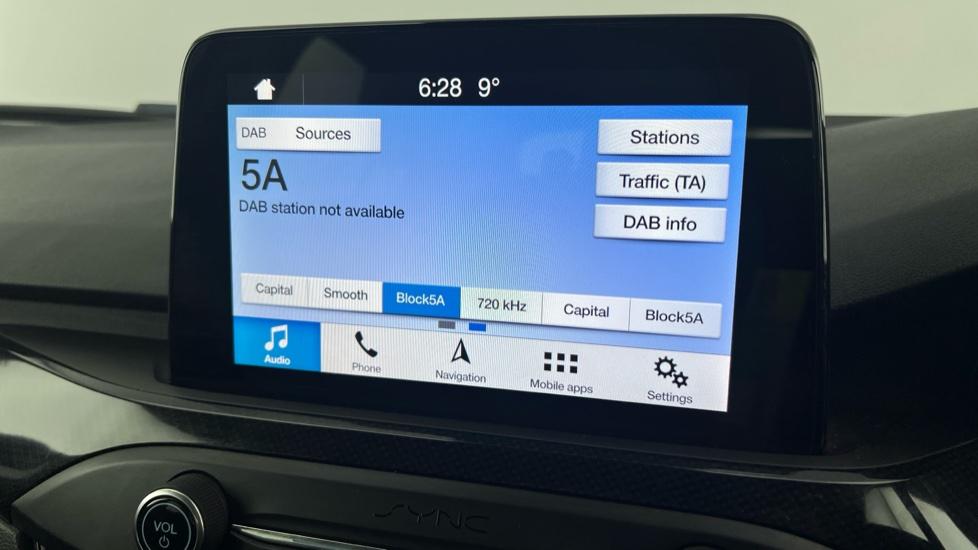 6:28 9°
DAB Sources
Stations
5A
Traffic (TA)
DAB station not available
DAB info
Capital Smooth Block5A 720 kHz Capital Block5A
Audio Phone Navigation Mobile apps Settings
VOL
SYNC